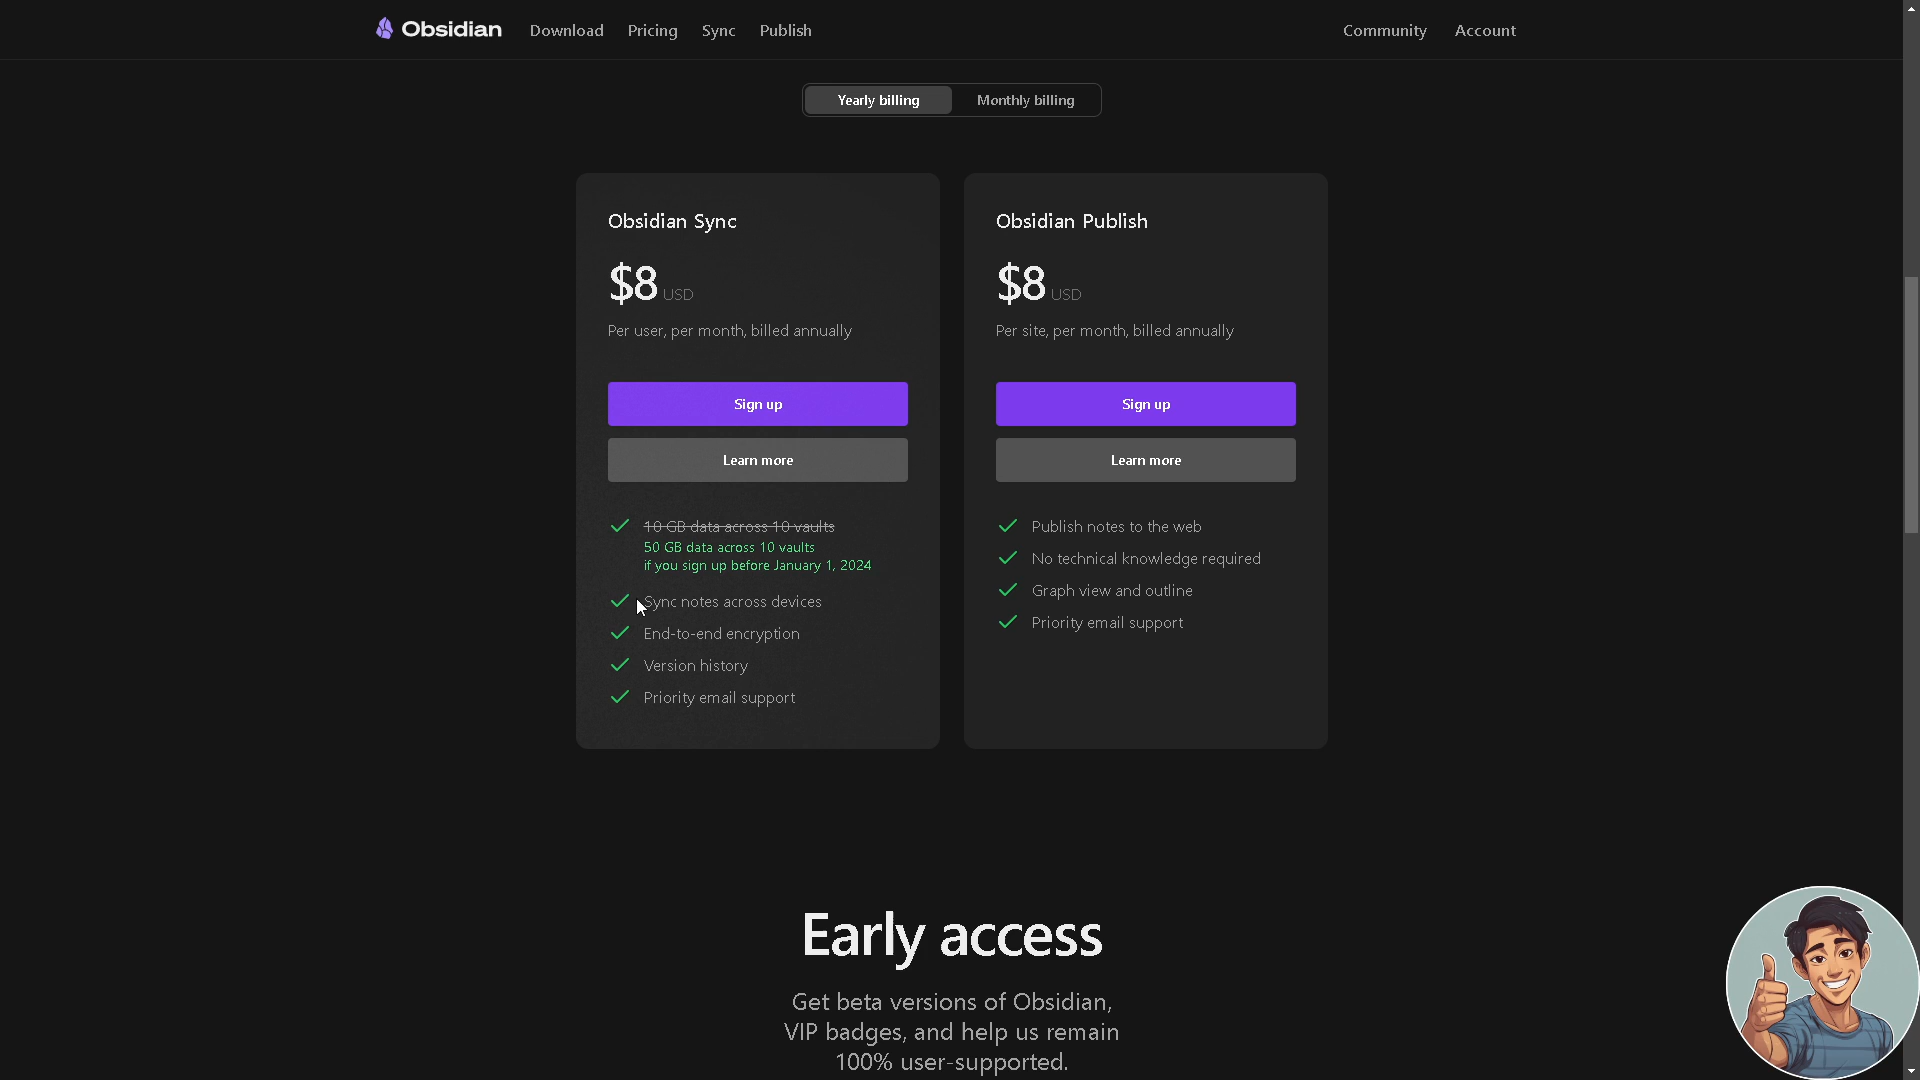 Obsidian Download Pricing Sync Publish Community Account
Yearly billing Monthly billing
Obsidian Sync
$8 USD
Per user, per month, billed annually
Sign up
Learn more
10 GB data across 10 vaults
50 GB data across 10 vaults
if you sign up before January 1, 2024
Sync notes across devices
End-to-end encryption
Version history
Priority email support
Obsidian Publish
$8 USD
Per site, per month, billed annually
Sign up
Learn more
Publish notes to the web
No technical knowledge required
Graph view and outline
Priority email support
Early access
Get beta versions of Obsidian,
VIP badges, and help us remain
100% user-supported.